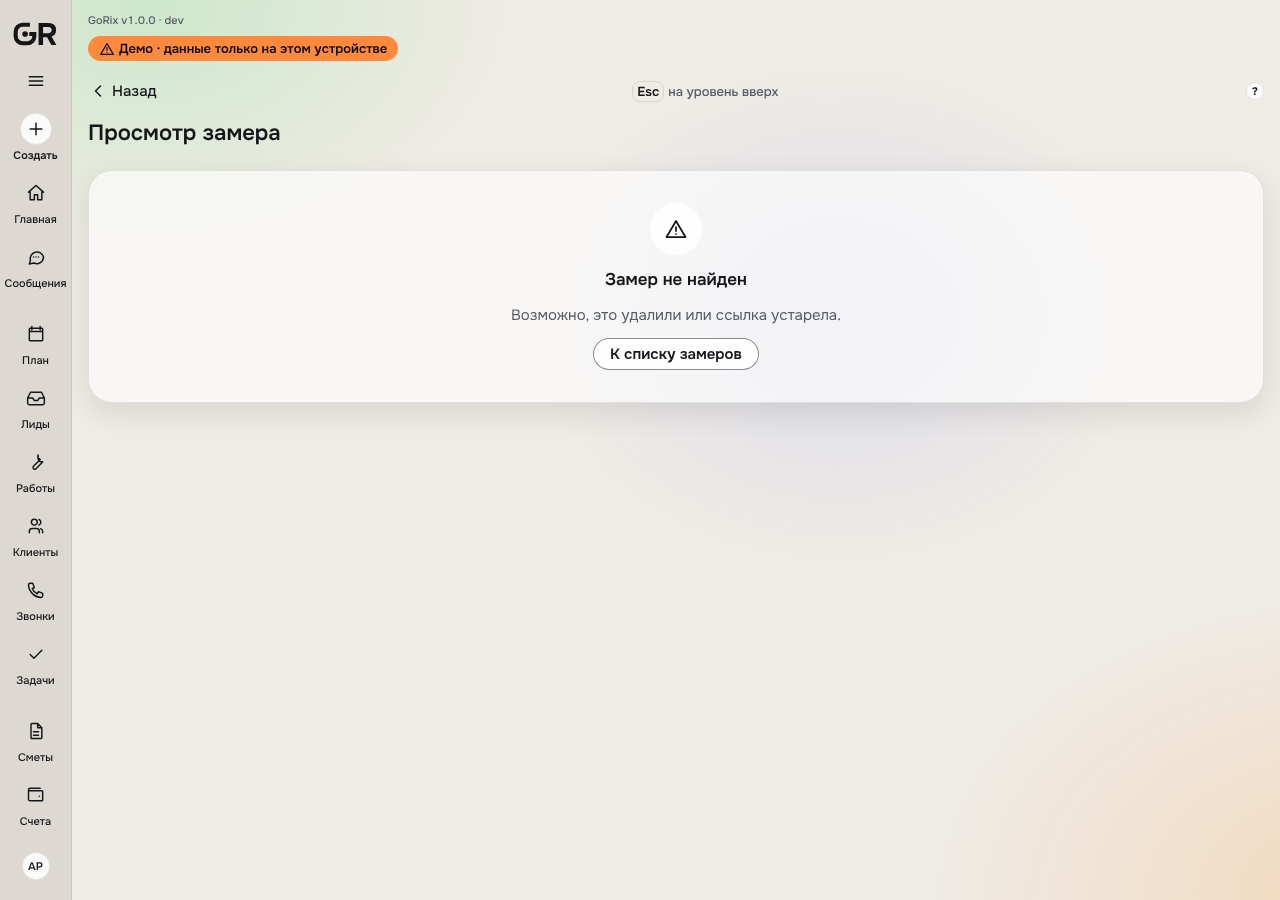 GR
GoRix v1.0.0 · dev
Демо · данные только на этом устройстве
Назад
Esc на уровень вверх
?
Просмотр замера
Замер не найден
Возможно, это удалили или ссылка устарела.
К списку замеров
Создать
Главная
Сообщения
План
Лиды
Работы
Клиенты
Звонки
Задачи
Сметы
Счета
AP